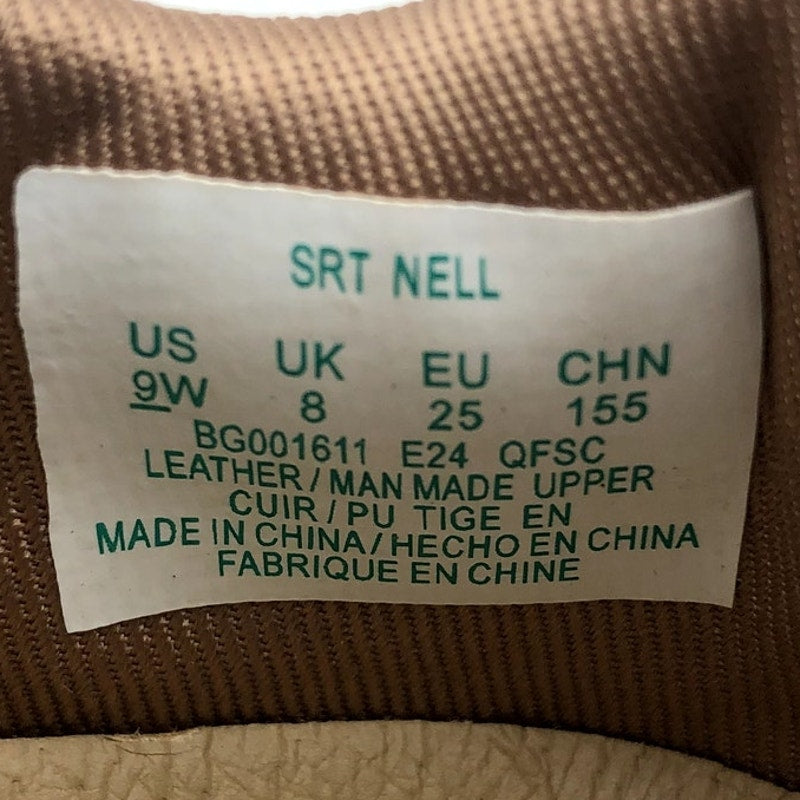 SRT NELL
US UK EU CHN
9W 8 25 155
BG001611 E24 QFSC
LEATHER/MAN MADE UPPER
CUIR/PU TIGE EN
MADE IN CHINA/HECHO EN CHINA
FABRIQUE EN CHINE